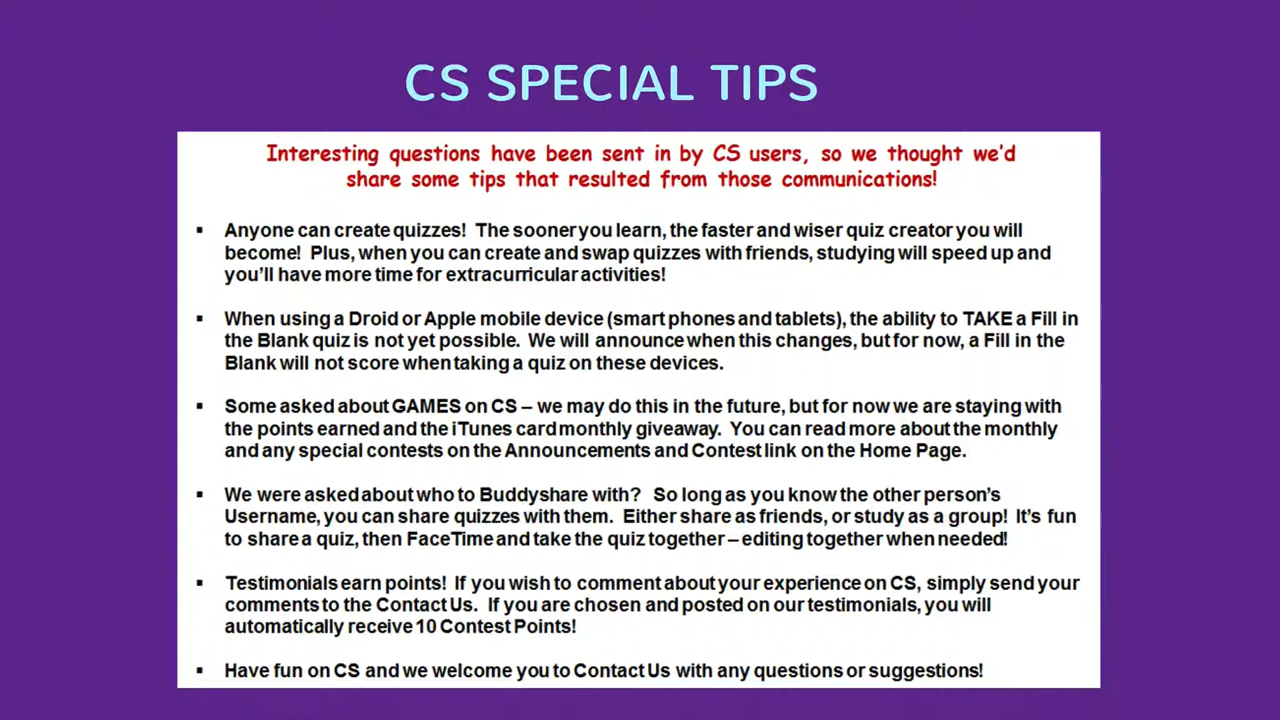 CS SPECIAL TIPS
Interesting questions have been sent in by CS users, so we thought we'd
share some tips that resulted from those communications!
▪ Anyone can create quizzes! The sooner you learn, the faster and wiser quiz creator you will
become! Plus, when you can create and swap quizzes with friends, studying will speed up and
you'll have more time for extracurricular activities!
▪ When using a Droid or Apple mobile device (smart phones and tablets), the ability to TAKE a Fill in
the Blank quiz is not yet possible. We will announce when this changes, but for now, a Fill in the
Blank will not score when taking a quiz on these devices.
▪ Some asked about GAMES on CS – we may do this in the future, but for now we are staying with
the points earned and the iTunes card monthly giveaway. You can read more about the monthly
and any special contests on the Announcements and Contest link on the Home Page.
▪ We were asked about who to Buddyshare with? So long as you know the other person's
Username, you can share quizzes with them. Either share as friends, or study as a group! It's fun
to share a quiz, then FaceTime and take the quiz together – editing together when needed!
▪ Testimonials earn points! If you wish to comment about your experience on CS, simply send your
comments to the Contact Us. If you are chosen and posted on our testimonials, you will
automatically receive 10 Contest Points!
▪ Have fun on CS and we welcome you to Contact Us with any questions or suggestions!